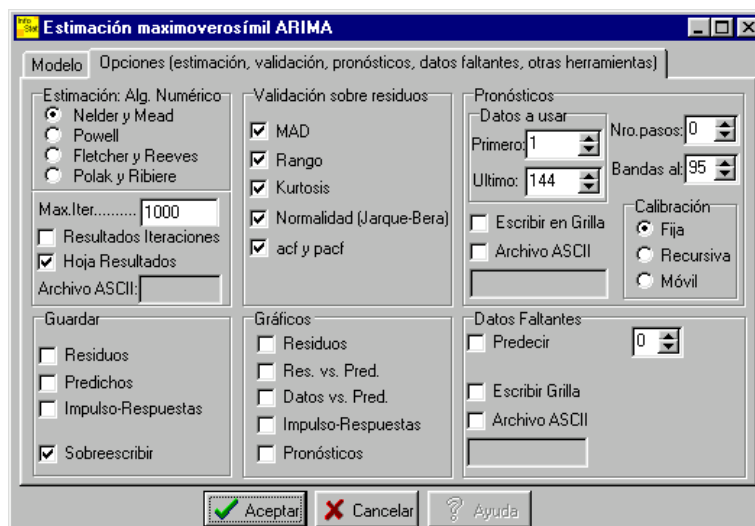 Info
Stat
Estimación maximoverosímil ARIMA
Modelo
Opciones (estimación, validación, pronósticos, datos faltantes, otras herramientas)
Estimación: Alg. Numérico
Nelder y Mead
Powell
Fletcher y Reeves
Polak y Ribiere
Max.Iter.......... 1000
Resultados Iteraciones
Hoja Resultados
Archivo ASCII:
Validación sobre residuos
MAD
Rango
Kurtosis
Normalidad (Jarque-Bera)
acf y pacf
Pronósticos
Datos a usar
Primero: 1
Ultimo: 144
Nro.pasos: 0
Bandas al: 95
Escribir en Grilla
Archivo ASCII
Calibración
Fija
Recursiva
Móvil
Guardar
Residuos
Predichos
Impulso-Respuestas
Sobreescribir
Gráficos
Residuos
Res. vs. Pred.
Datos vs. Pred.
Impulso-Respuestas
Pronósticos
Datos Faltantes
Predecir 0
Escribir Grilla
Archivo ASCII
Aceptar
Cancelar
Ayuda